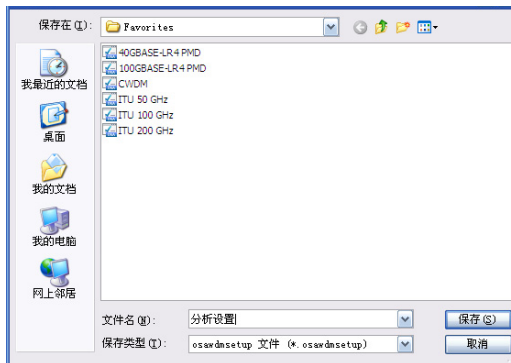 保存在(I):
Favorites
40GBASE-LR4 PMD
100GBASE-LR4 PMD
CWDM
ITU 50 GHz
ITU 100 GHz
ITU 200 GHz
我最近的文档
桌面
我的文档
我的电脑
网上邻居
文件名(N):
分析设置
保存(S)
保存类型(T):
osawdmsetup 文件 (*.osawdmsetup)
取消